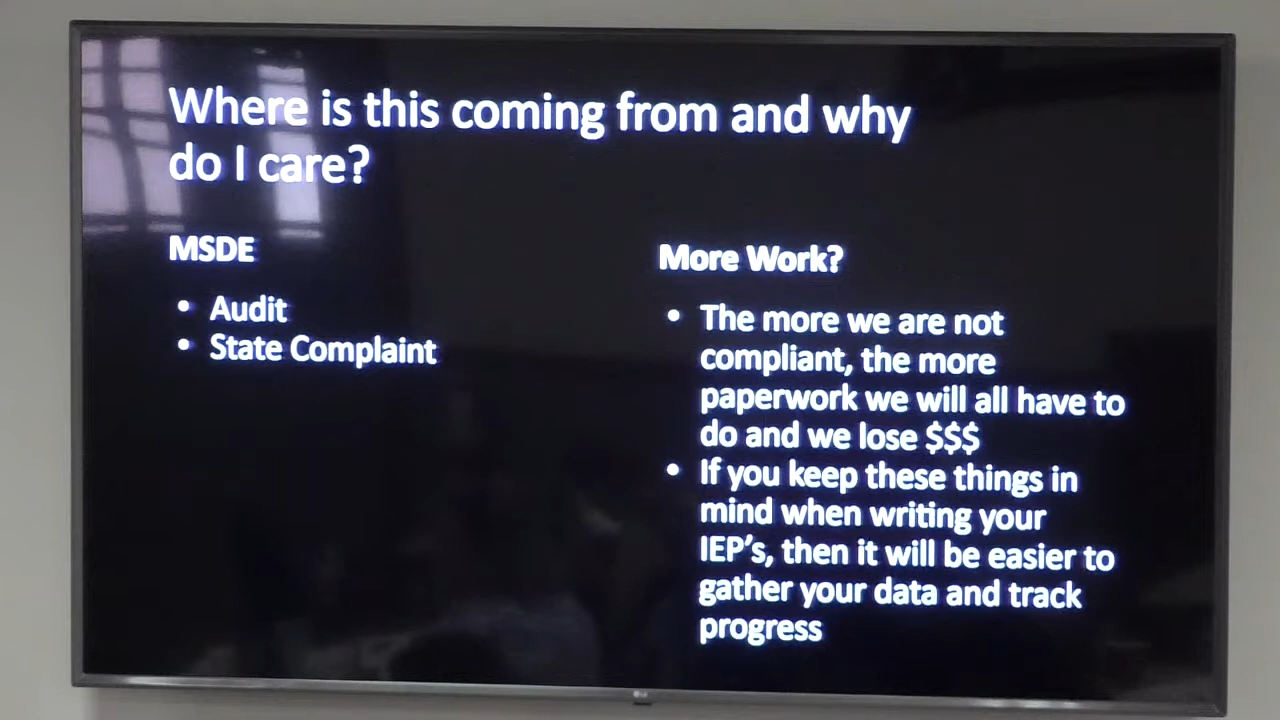 Where is this coming from and why
do I care?
MSDE
• Audit
• State Complaint
More Work?
• The more we are not
compliant, the more
paperwork we will all have to
do and we lose $$$
• If you keep these things in
mind when writing your
IEP's, then it will be easier to
gather your data and track
progress
LG